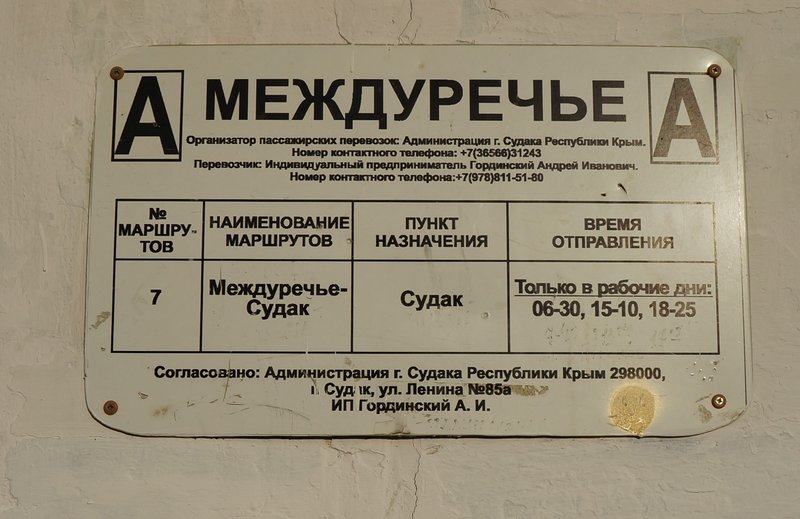 А МЕЖДУРЕЧЬЕ А
Организатор пассажирских перевозок: Администрация г. Судака Республики Крым.
Номер контактного телефона: +7(36566)31243
Перевозчик: Индивидуальный предприниматель Гординский Андрей Иванович.
Номер контактного телефона:+7(978)811-51-80
№ МАРШРУ-ТОВ
НАИМЕНОВАНИЕ МАРШРУТОВ
ПУНКТ НАЗНАЧЕНИЯ
ВРЕМЯ ОТПРАВЛЕНИЯ
7
Междуречье-
Судак
Судак
Только в рабочие дни:
06-30, 15-10, 18-25
Согласовано: Администрация г. Судака Республики Крым 298000,
г. Судак, ул. Ленина №85а
ИП Гординский А. И.